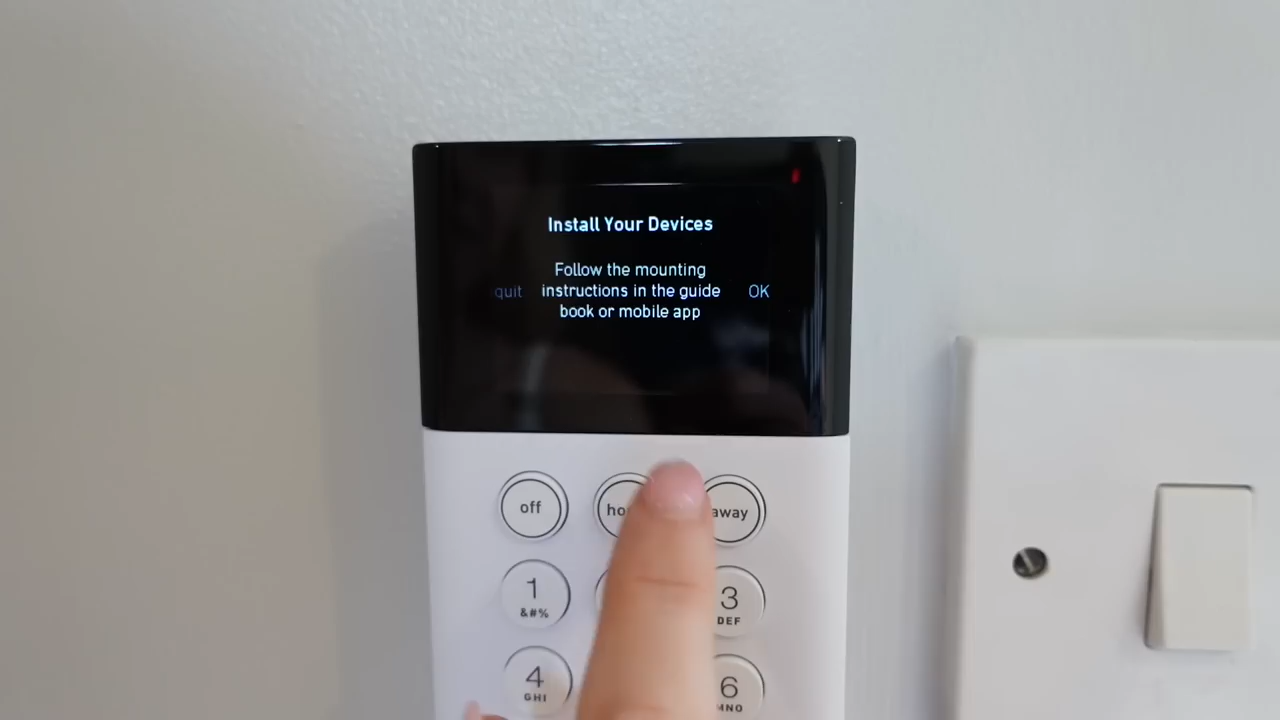 Install Your Devices
Follow the mounting
quit instructions in the guide OK
book or mobile app
off away
1 3
&#% DEF
4 6
GHI MNO